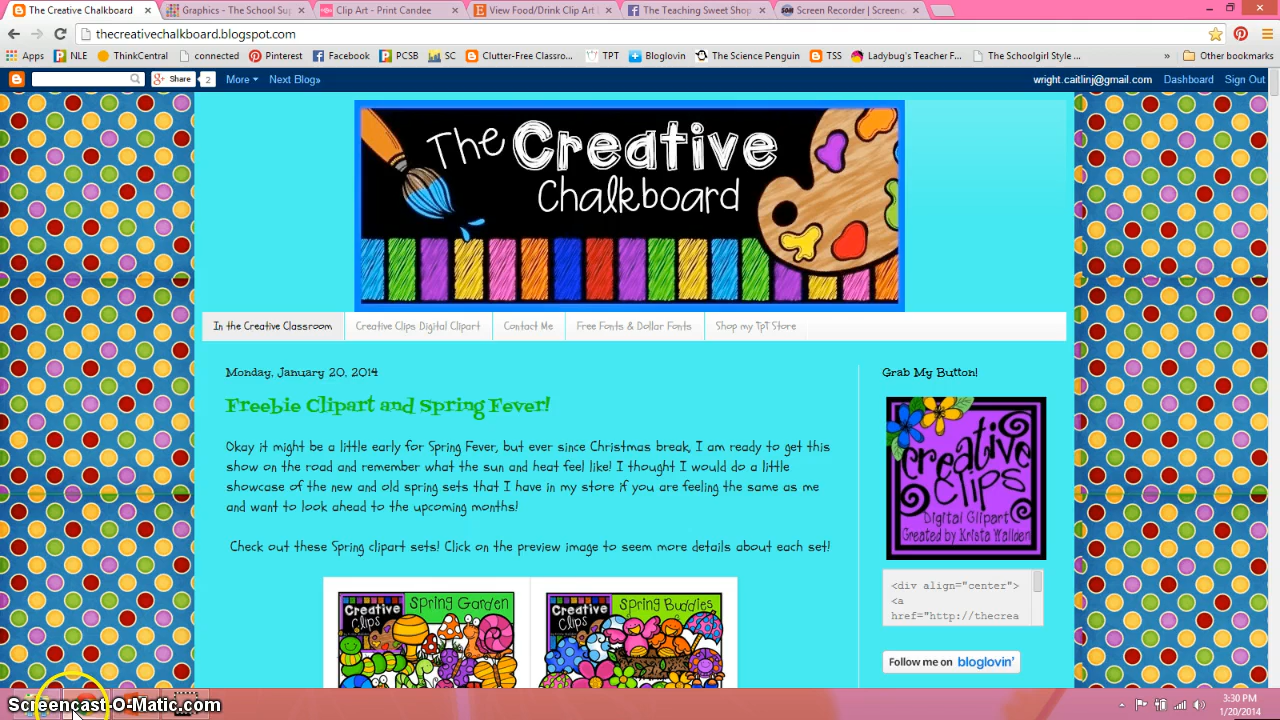 The Creative Chalkboard
Graphics - The School Sup
Clip Art - Print Candee
View Food/Drink Clip Art
The Teaching Sweet Shop
Screen Recorder | Screenc
thecreativechalkboard.blogspot.com
Apps NLE ThinkCentral connected Pinterest Facebook PCSB SC Clutter-Free Classro... TPT Bloglovin The Science Penguin TSS Ladybug's Teacher F... The Schoolgirl Style ... » Other bookmarks
Share 2 More Next Blog» wright.caitlinj@gmail.com Dashboard Sign Out
The Creative
Chalkboard
In the Creative Classroom Creative Clips Digital Clipart Contact Me Free Fonts & Dollar Fonts Shop my TpT Store
Monday, January 20, 2014
Freebie Clipart and Spring Fever!
Okay it might be a little early for Spring Fever, but ever since Christmas break, I am ready to get this
show on the road and remember what the sun and heat feel like! I thought I would do a little
showcase of the new and old spring sets that I have in my store if you are feeling the same as me
and want to look ahead to the upcoming months!
Check out these Spring clipart sets! Click on the preview image to seem more details about each set!
Creative Clips
Spring Garden
Creative Clips
Spring Buddies
Grab My Button!
creative
clips
Digital Clipart
Created by Krista Wallden
<div align="center">
<a
href="http://thecrea
Follow me on bloglovin'
Screencast-O-Matic.com
3:30 PM
1/20/2014